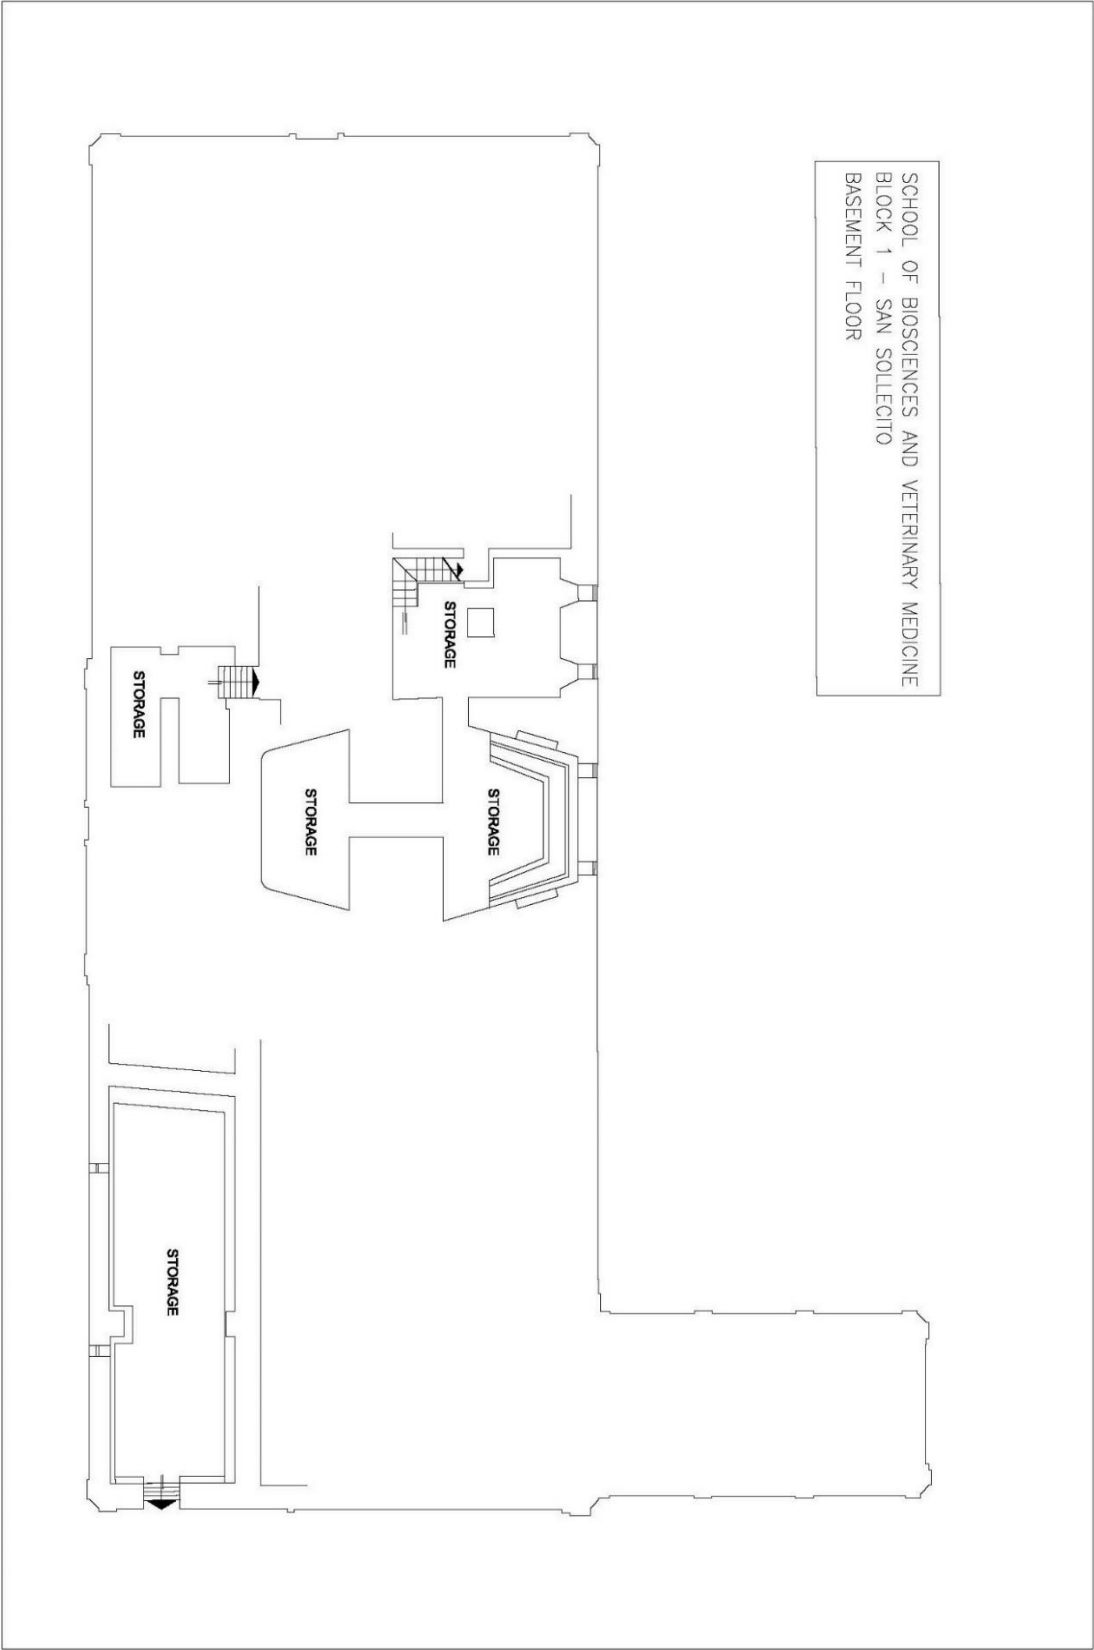 SCHOOL OF BIOSCIENCES AND VETERINARY MEDICINE
BLOCK 1 - SAN SOLLECITO
BASEMENT FLOOR
STORAGE
STORAGE
STORAGE
STORAGE
STORAGE